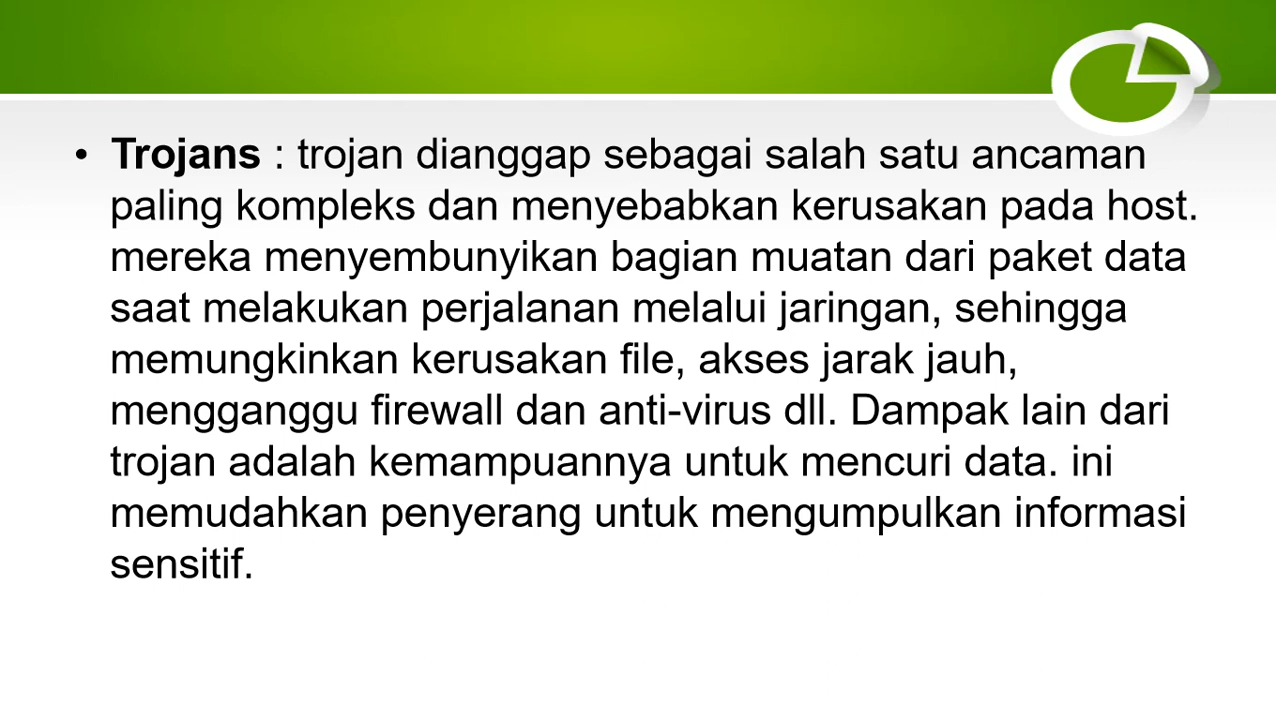 • Trojans : trojan dianggap sebagai salah satu ancaman
paling kompleks dan menyebabkan kerusakan pada host.
mereka menyembunyikan bagian muatan dari paket data
saat melakukan perjalanan melalui jaringan, sehingga
memungkinkan kerusakan file, akses jarak jauh,
mengganggu firewall dan anti-virus dll. Dampak lain dari
trojan adalah kemampuannya untuk mencuri data. ini
memudahkan penyerang untuk mengumpulkan informasi
sensitif.